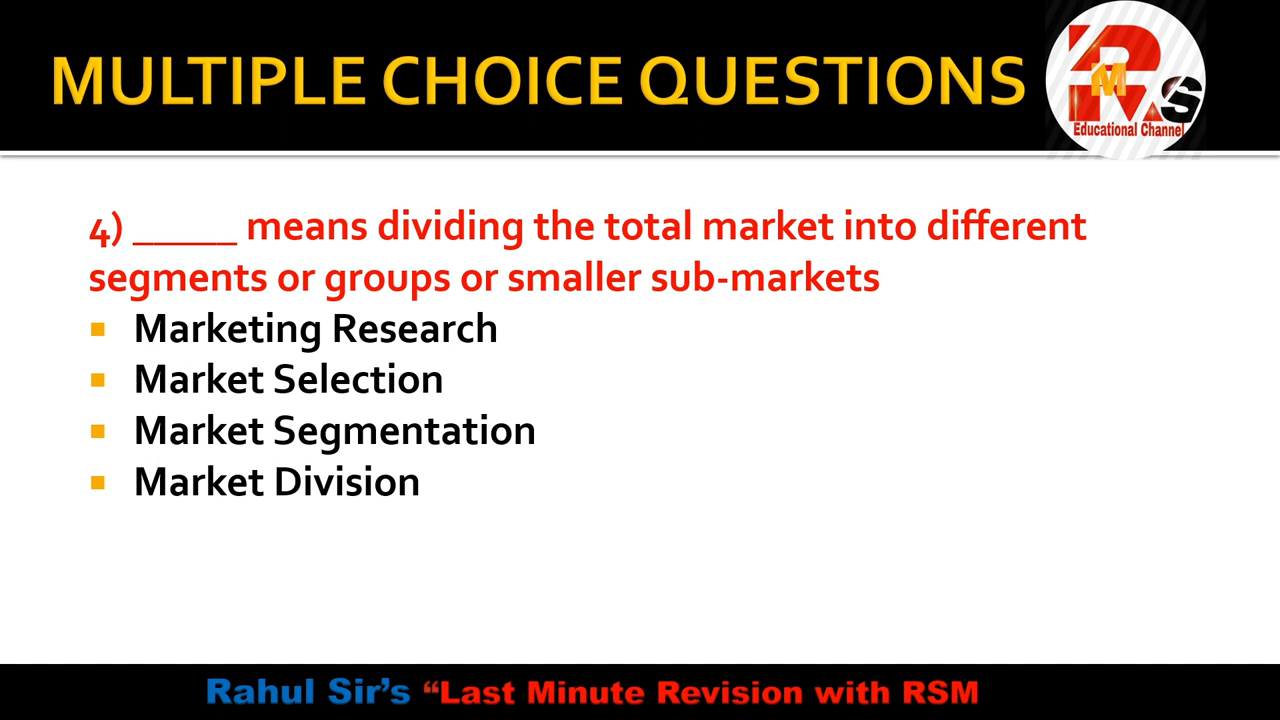 MULTIPLE CHOICE QUESTIONS
RMS
Educational Channel
4) _____ means dividing the total market into different
segments or groups or smaller sub-markets
Marketing Research
Market Selection
Market Segmentation
Market Division
Rahul Sir’s “Last Minute Revision with RSM